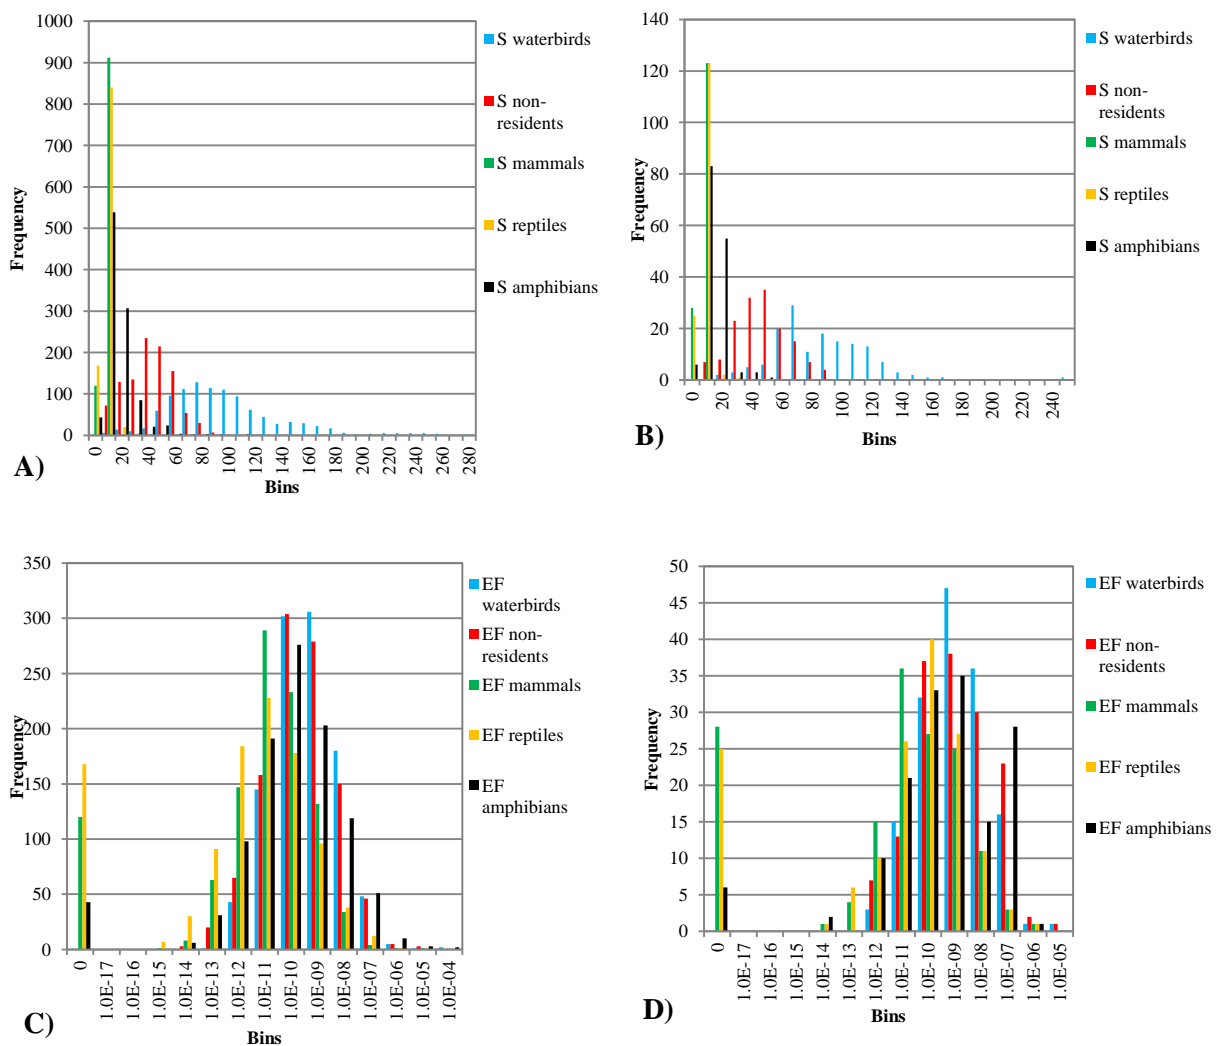 1000
900
800
700
600
500
400
300
200
100
0
Frequency
0
20
40
60
80
100
120
140
160
180
200
220
240
260
280
Bins
A)
S waterbirds
S non-
residents
S mammals
S reptiles
S amphibians
140
120
100
80
60
40
20
0
Frequency
0
20
40
60
80
100
120
140
160
180
200
220
240
Bins
B)
S waterbirds
S non-
residents
S mammals
S reptiles
S amphibians
350
300
250
200
150
100
50
0
Frequency
0
1.0E-17
1.0E-16
1.0E-15
1.0E-14
1.0E-13
1.0E-12
1.0E-11
1.0E-10
1.0E-09
1.0E-08
1.0E-07
1.0E-06
1.0E-05
1.0E-04
Bins
C)
EF
waterbirds
EF non-
residents
EF mammals
EF reptiles
EF
amphibians
50
45
40
35
30
25
20
15
10
5
0
Frequency
0
1.0E-17
1.0E-16
1.0E-15
1.0E-14
1.0E-13
1.0E-12
1.0E-11
1.0E-10
1.0E-09
1.0E-08
1.0E-07
1.0E-06
1.0E-05
Bins
D)
EF waterbirds
EF non-
residents
EF mammals
EF reptiles
EF amphibians